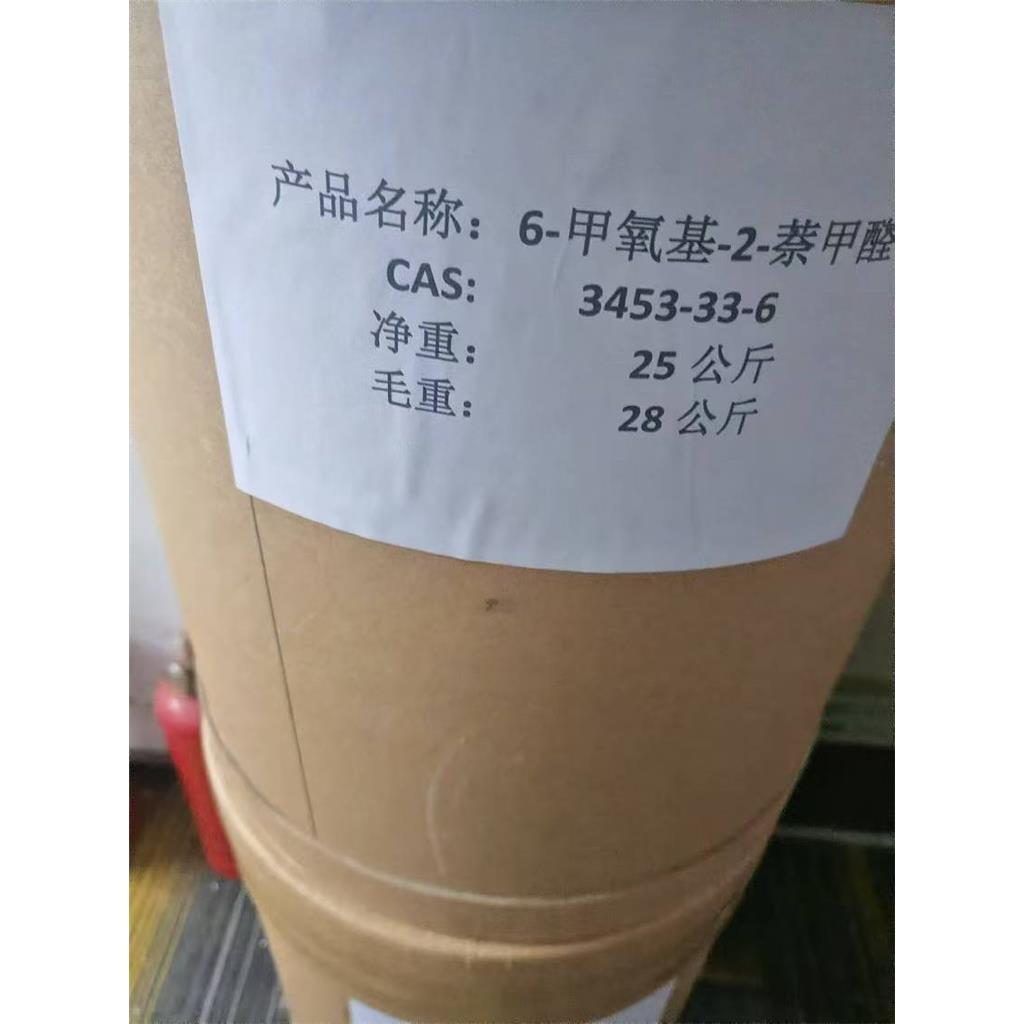 产品名称：6-甲氧基-2-萘甲醛
CAS: 3453-33-6
净重： 25 公斤
毛重： 28 公斤